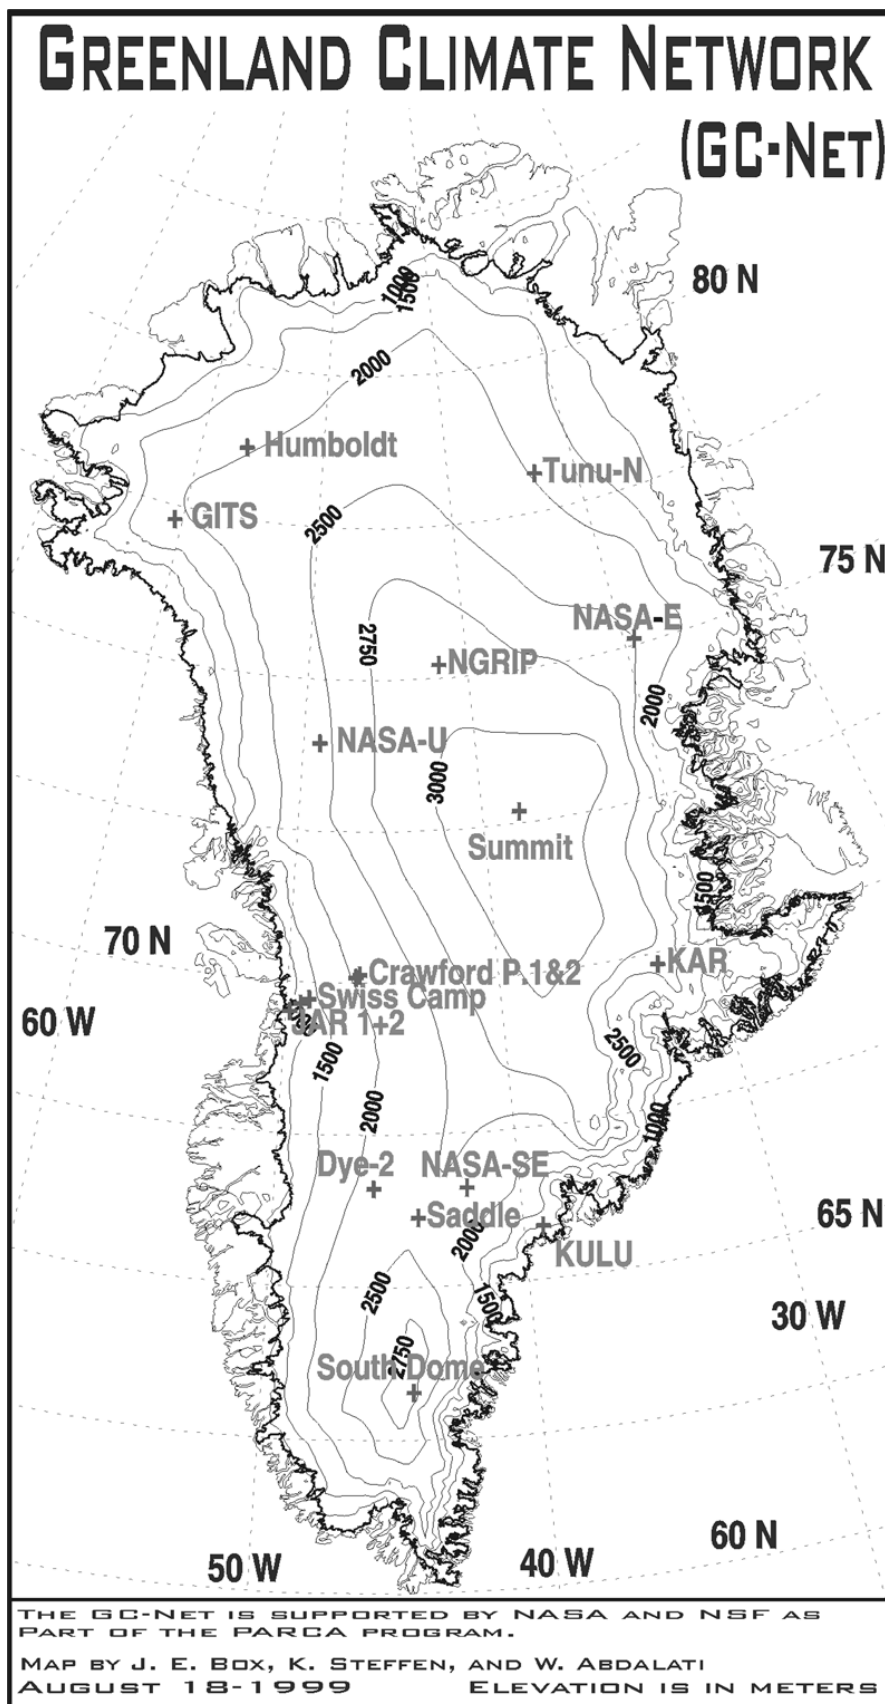 GREENLAND CLIMATE NETWORK
(GC-NET)
80 N
1000
1500
2000
Humboldt
Tunu-N
GITS
2500
75 N
NASA-E
2750
NGRIP
2000
NASA-U
3000
Summit
1500
70 N
Crawford P.1&2
KAR
Swiss Camp
60 W
JAR 1+2
2500
1500
2000
1000
Dye-2
NASA-SE
Saddle
65 N
2000
KULU
2500
1500
30 W
2750
South Dome
60 N
50 W
40 W
THE GC-NET IS SUPPORTED BY NASA AND NSF AS
PART OF THE PARCA PROGRAM.
MAP BY J. E. BOX, K. STEFFEN, AND W. ABDALATI
AUGUST 18-1999 ELEVATION IS IN METERS